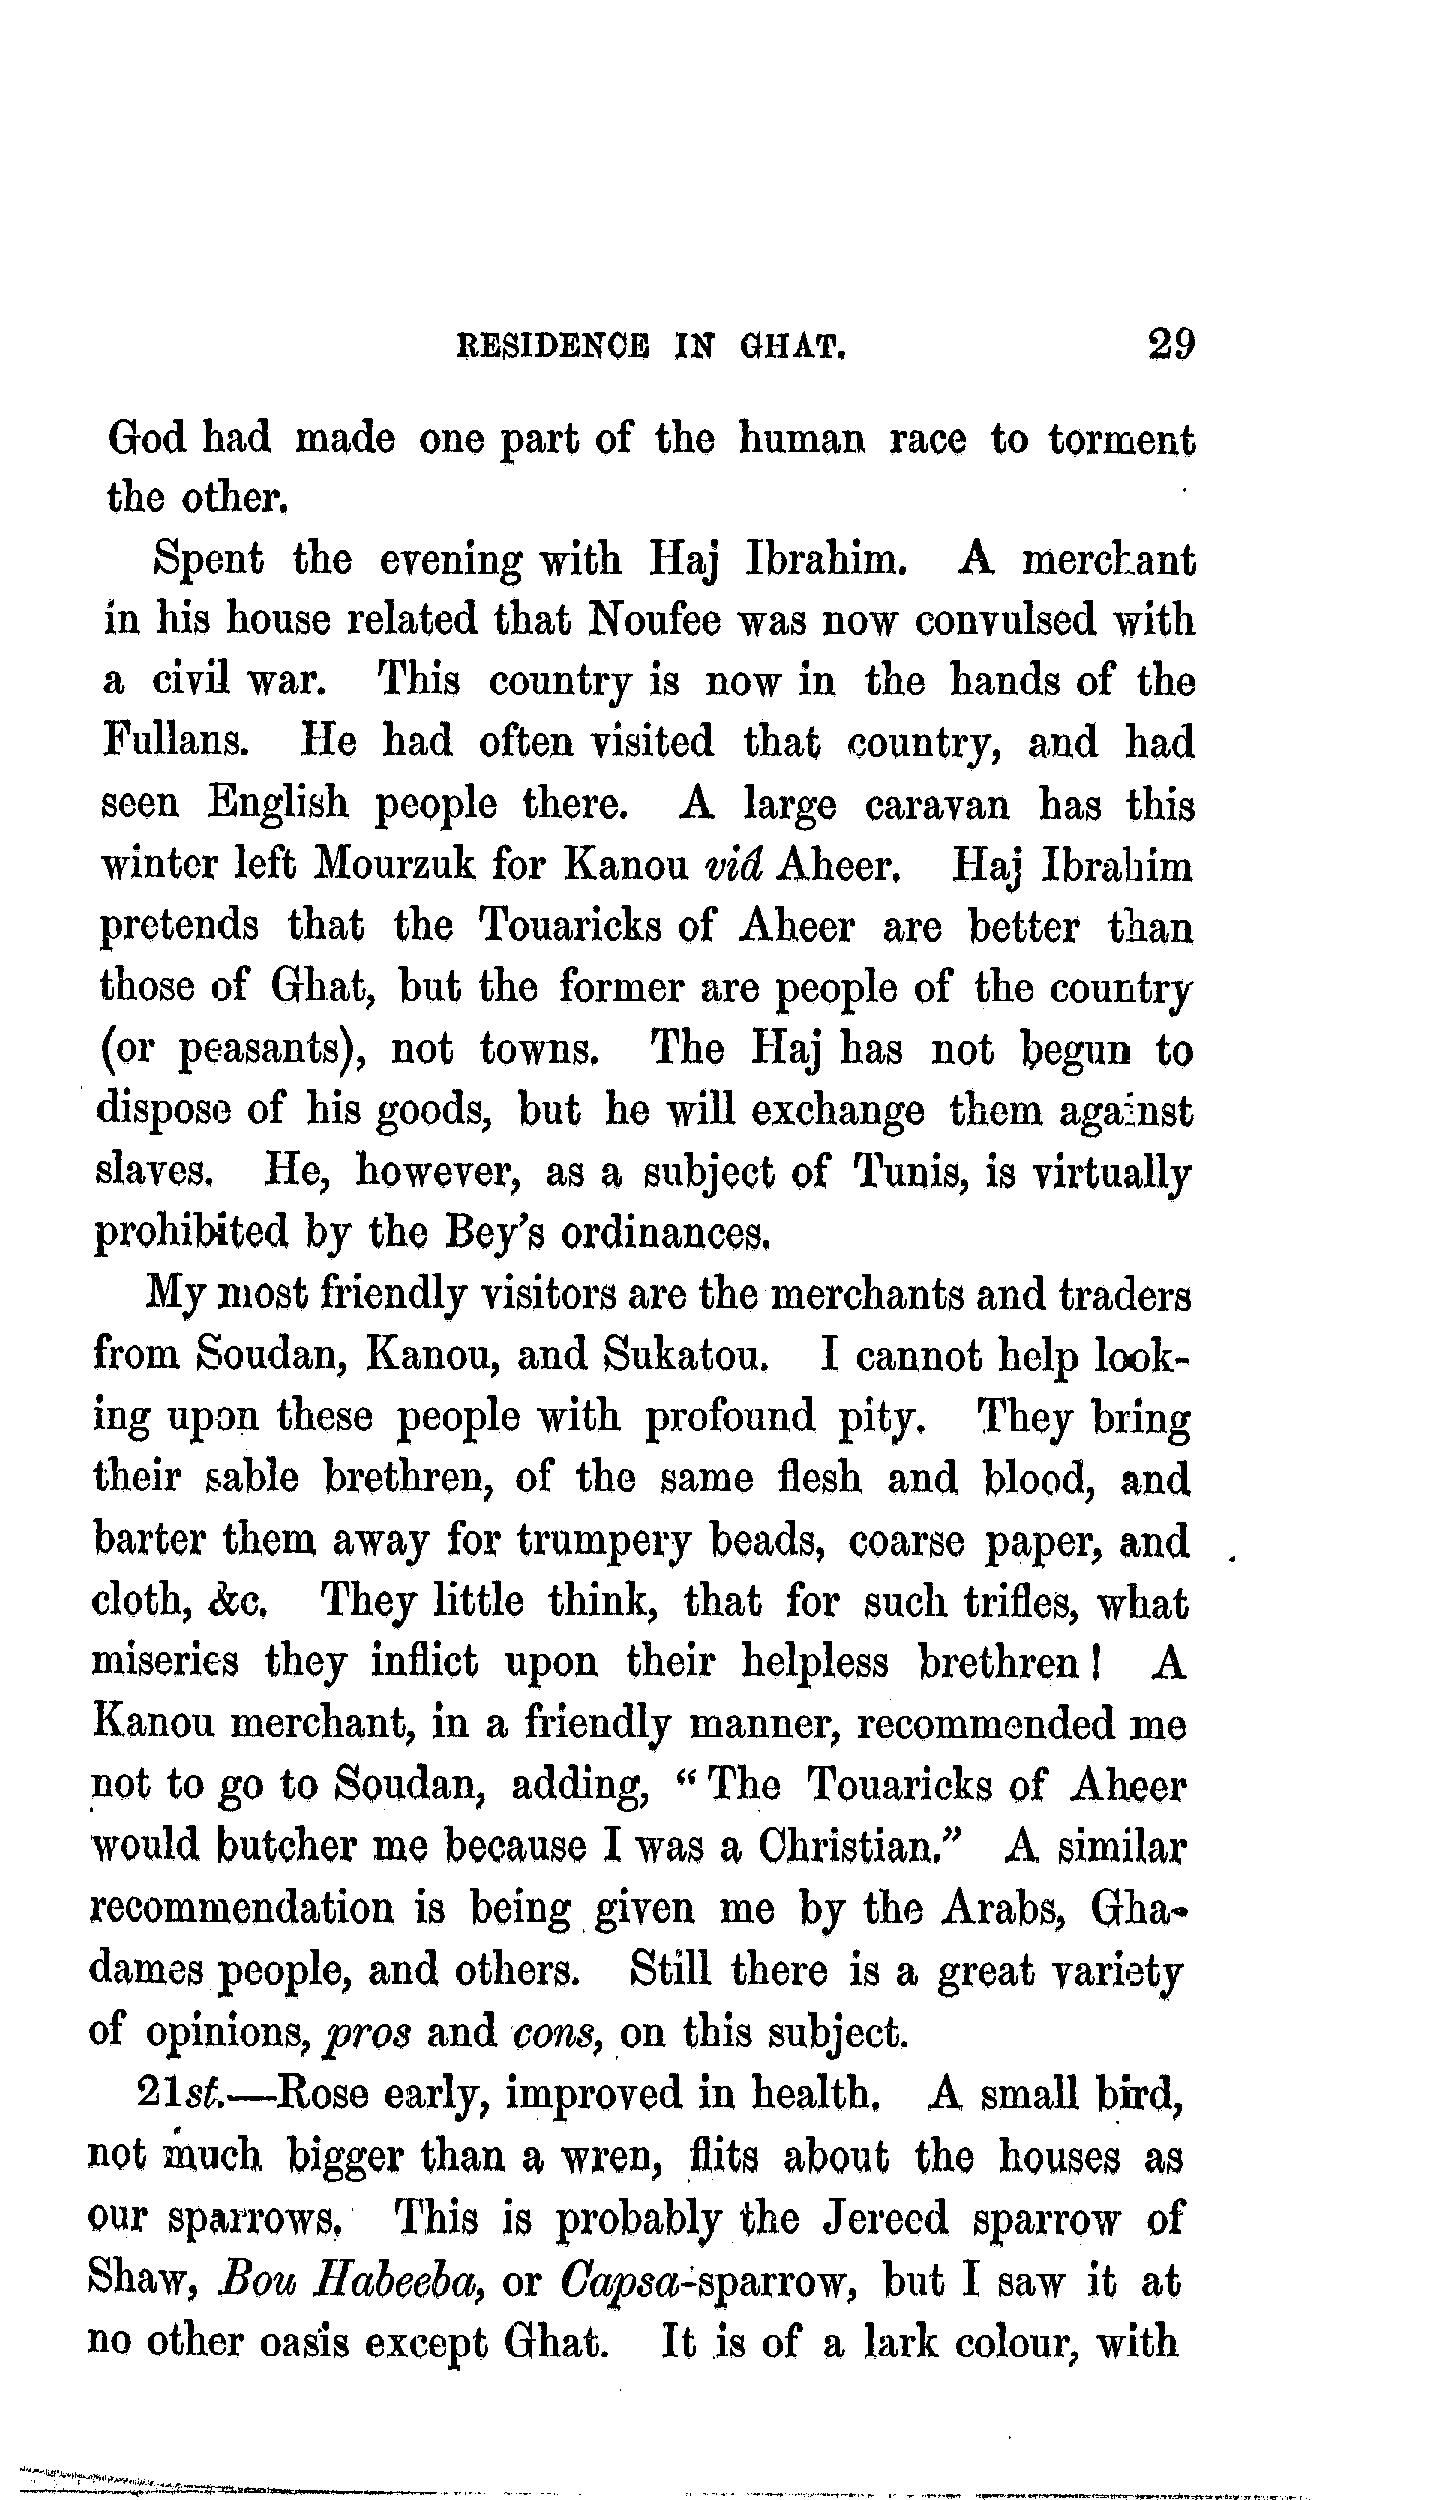 RESIDENCE IN GHAT. 29
God had made one part of the human race to torment
the other.
Spent the evening with Haj Ibrahim. A merchant
in his house related that Noufee was now convulsed with
a civil war. This country is now in the hands of the
Fullans. He had often visited that country, and had
seen English people there. A large caravan has this
winter left Mourzuk for Kanou viâ Aheer. Haj Ibrahim
pretends that the Touaricks of Aheer are better than
those of Ghat, but the former are people of the country
(or peasants), not towns. The Haj has not begun to
dispose of his goods, but he will exchange them against
slaves. He, however, as a subject of Tunis, is virtually
prohibited by the Bey's ordinances.
My most friendly visitors are the merchants and traders
from Soudan, Kanou, and Sukatou. I cannot help look-
ing upon these people with profound pity. They bring
their sable brethren, of the same flesh and blood, and
barter them away for trumpery beads, coarse paper, and
cloth, &c. They little think, that for such trifles, what
miseries they inflict upon their helpless brethren! A
Kanou merchant, in a friendly manner, recommended me
not to go to Soudan, adding, "The Touaricks of Aheer
would butcher me because I was a Christian." A similar
recommendation is being given me by the Arabs, Gha-
dames people, and others. Still there is a great variety
of opinions, pros and cons, on this subject.
21st.—Rose early, improved in health. A small bird,
not much bigger than a wren, flits about the houses as
our sparrows. This is probably the Jereed sparrow of
Shaw, Bou Habeeba, or Capsa-sparrow, but I saw it at
no other oasis except Ghat. It is of a lark colour, with